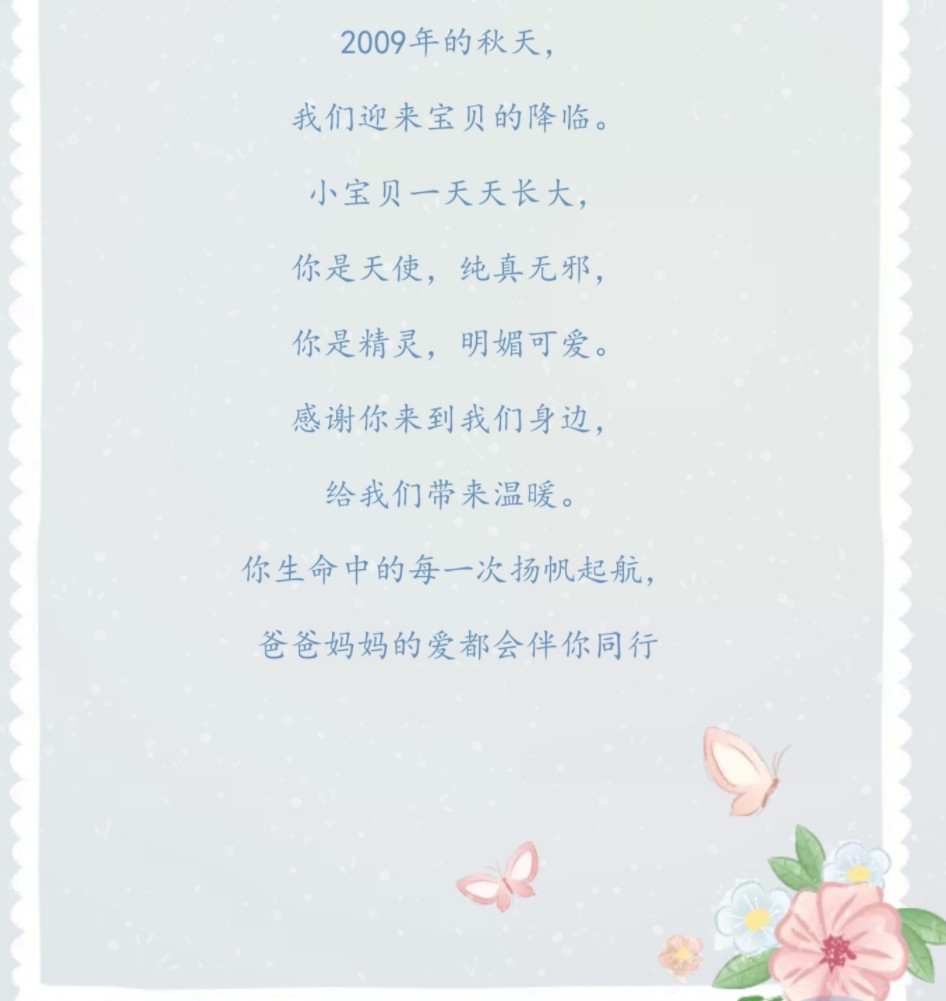 2009年的秋天，
我们迎来宝贝的降临。
小宝贝一天天长大，
你是天使，纯真无邪，
你是精灵，明媚可爱。
感谢你来到我们身边，
给我们带来温暖。
你生命中的每一次扬帆起航，
爸爸妈妈的爱都会伴你同行